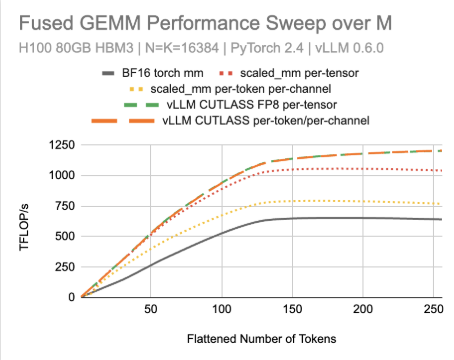 Fused GEMM Performance Sweep over M
H100 80GB HBM3 | N=K=16384 | PyTorch 2.4 | vLLM 0.6.0
BF16 torch mm
scaled_mm per-tensor
scaled_mm per-token per-channel
vLLM CUTLASS FP8 per-tensor
vLLM CUTLASS per-token/per-channel
1250
1000
750
500
250
0
TFLOP/s
50
100
150
200
250
Flattened Number of Tokens